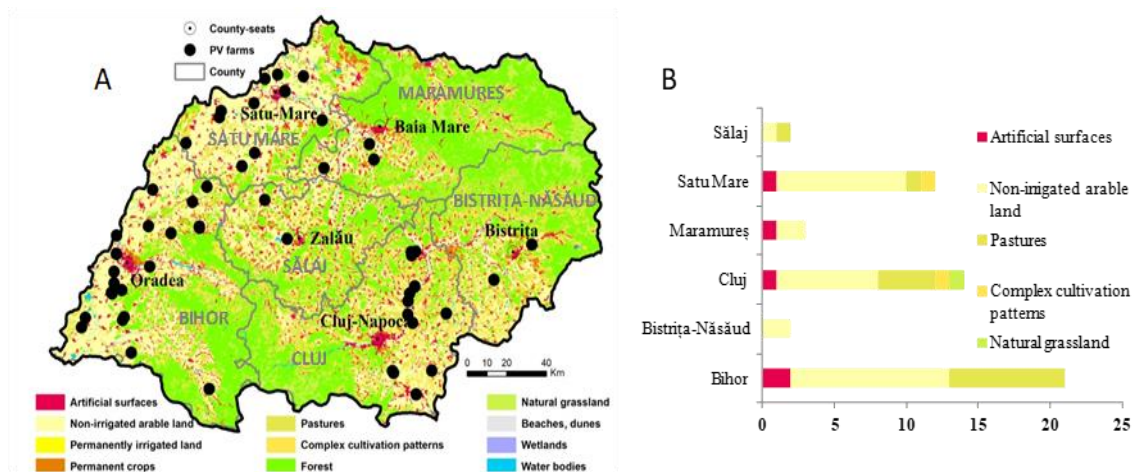 County-seats
PV farms
County
A
MARAMUREȘ
Satu-Mare
Baia Mare
SATU MARE
BISTRIȚA-NĂSĂUD
Bistrița
Zalău
SĂLAJ
Oradea
BIHOR
Cluj-Napoca
CLUJ
0 10 20 40
Km
Artificial surfaces
Non-irrigated arable land
Permanently irrigated land
Permanent crops
Pastures
Complex cultivation patterns
Forest
Natural grassland
Beaches, dunes
Wetlands
Water bodies
B
Sălaj
Satu Mare
Maramureș
Cluj
Bistrița-Năsăud
Bihor
0 5 10 15 20 25
Artificial surfaces
Non-irrigated arable
land
Pastures
Complex cultivation
patterns
Natural grassland